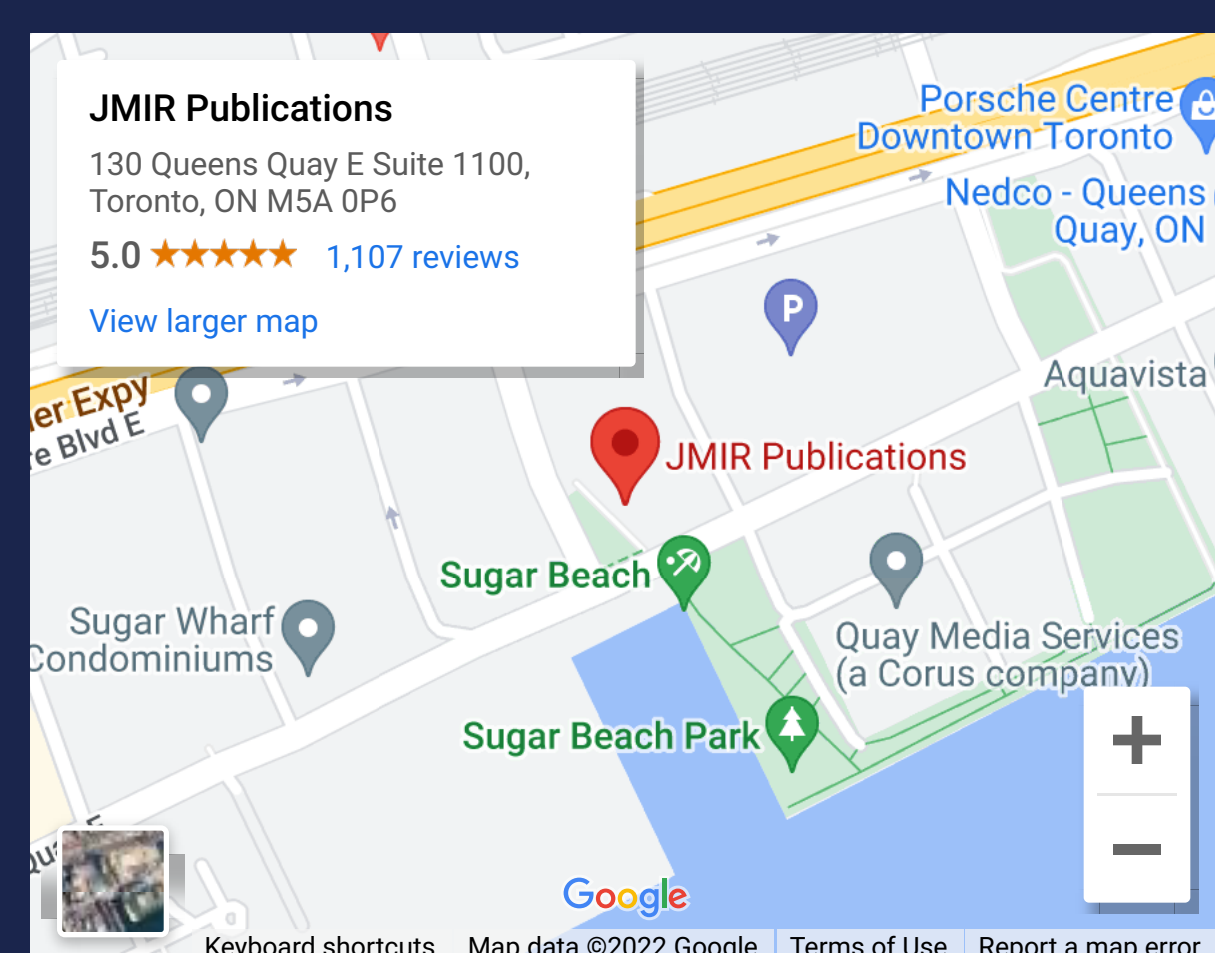 JMIR Publications
130 Queens Quay E Suite 1100,
Toronto, ON M5A 0P6
5.0 1,107 reviews
View larger map
Porsche Centre
Downtown Toronto
Nedco - Queens
Quay, ON
P
Aquavista
er Expy
re Blvd E
JMIR Publications
Sugar Beach
Sugar Wharf
Condominiums
Quay Media Services
(a Corus company)
Sugar Beach Park
Google
Keyboard shortcuts
Map data ©2022 Google
Terms of Use
Report a map error